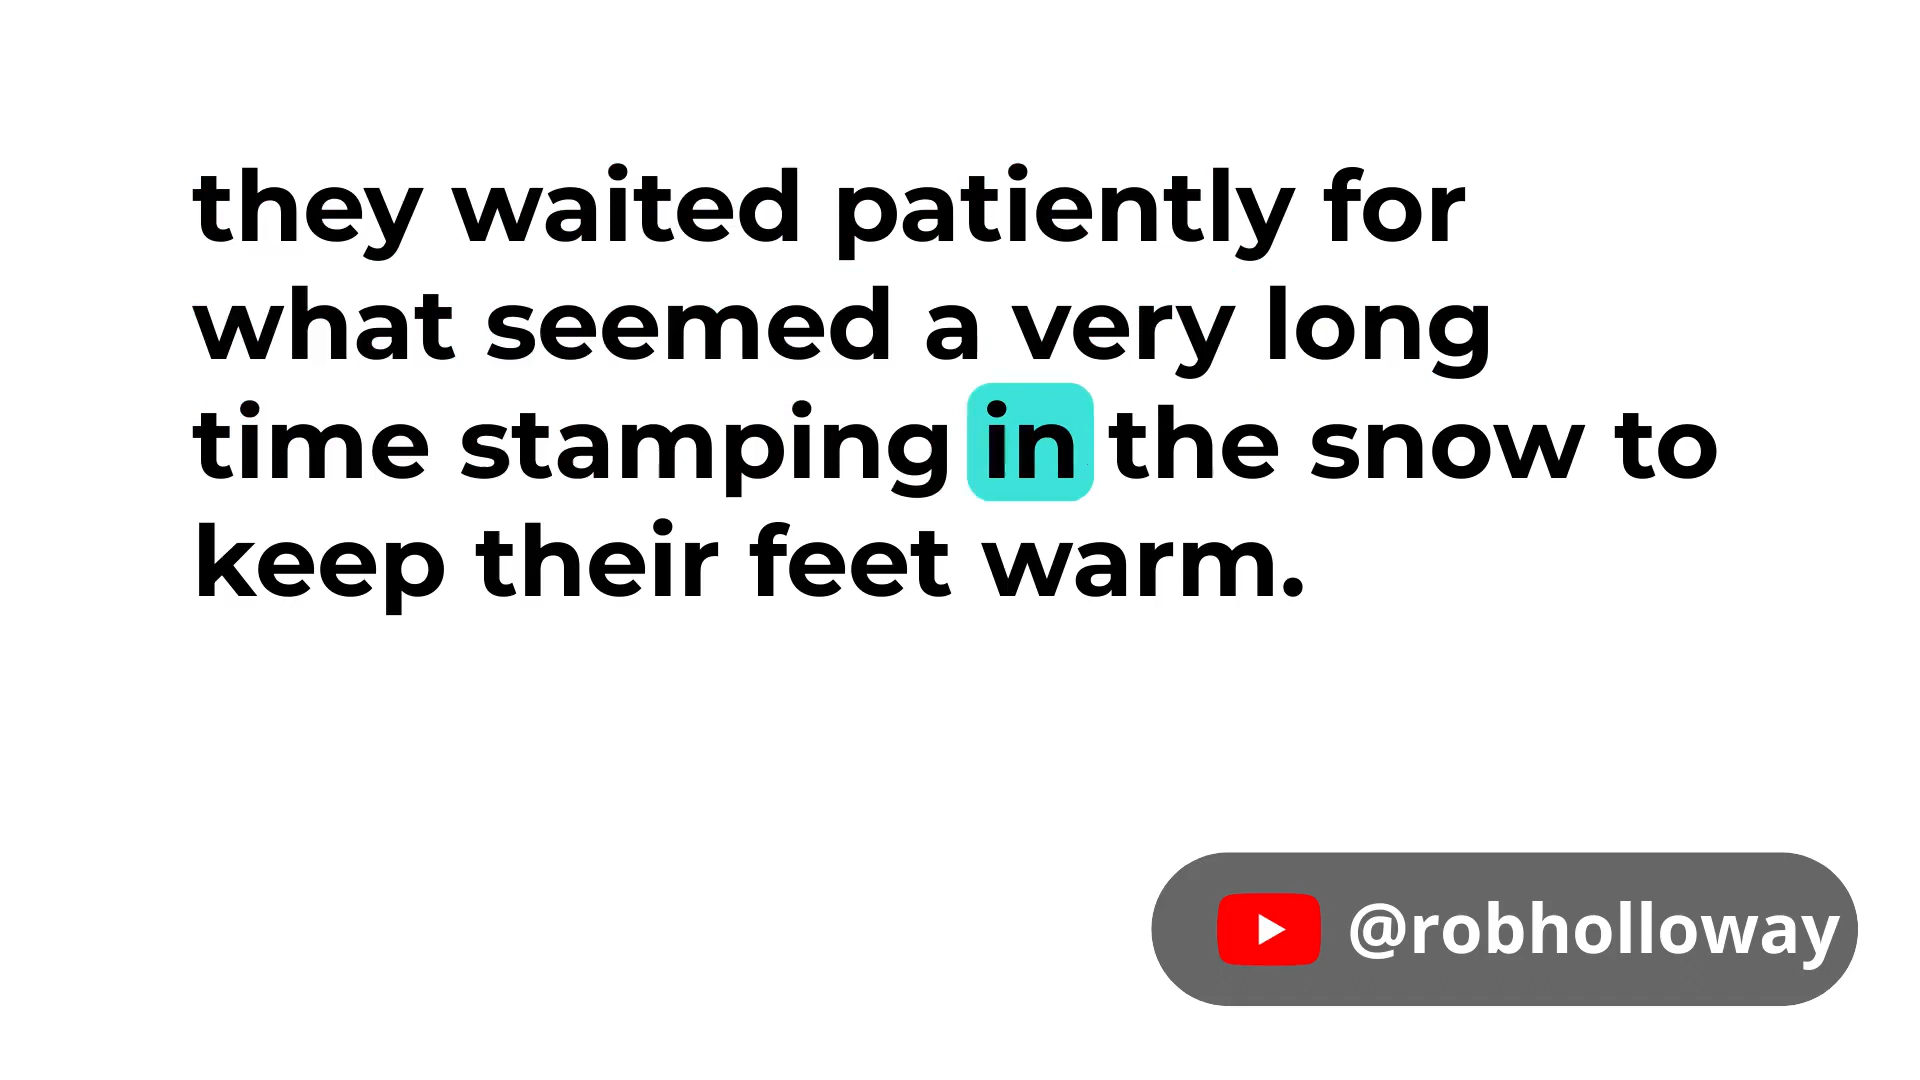 they waited patiently for
what seemed a very long
time stamping in the snow to
keep their feet warm.
@robholloway